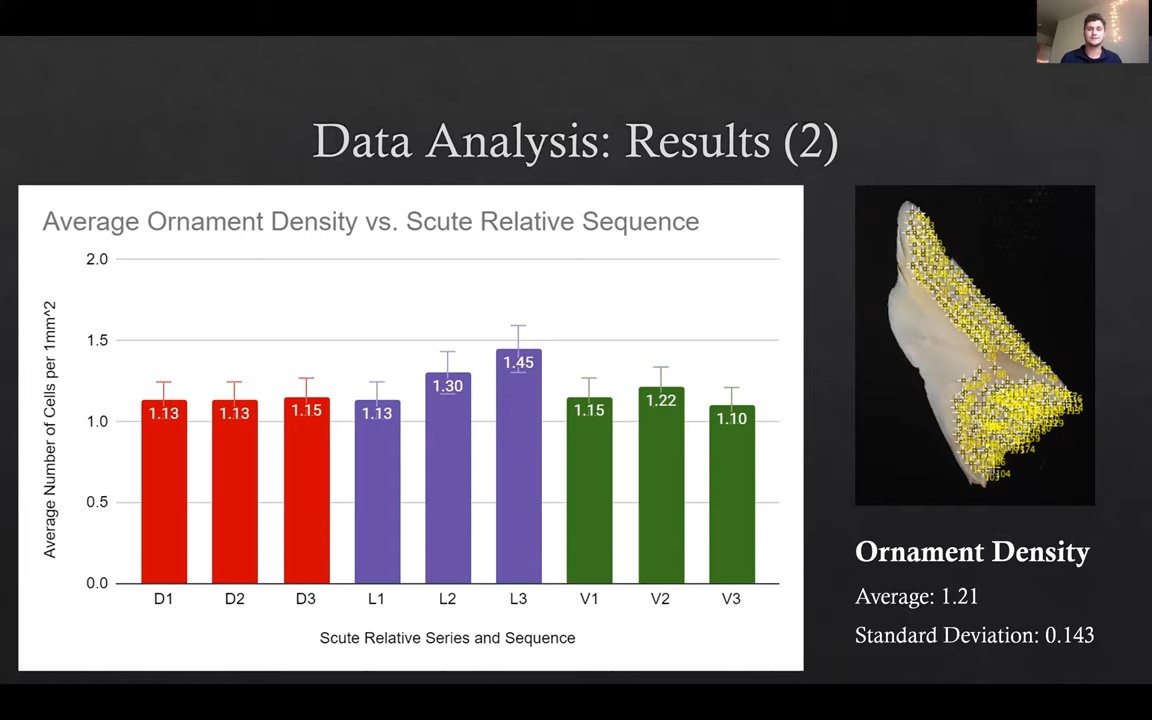 Data Analysis: Results (2)
Average Ornament Density vs. Scute Relative Sequence
Average Number of Cells per 1mm^2
2.0
1.5
1.0
0.5
0.0
1.13
1.13
1.15
1.13
1.30
1.45
1.15
1.22
1.10
D1
D2
D3
L1
L2
L3
V1
V2
V3
Scute Relative Series and Sequence
Ornament Density
Average: 1.21
Standard Deviation: 0.143